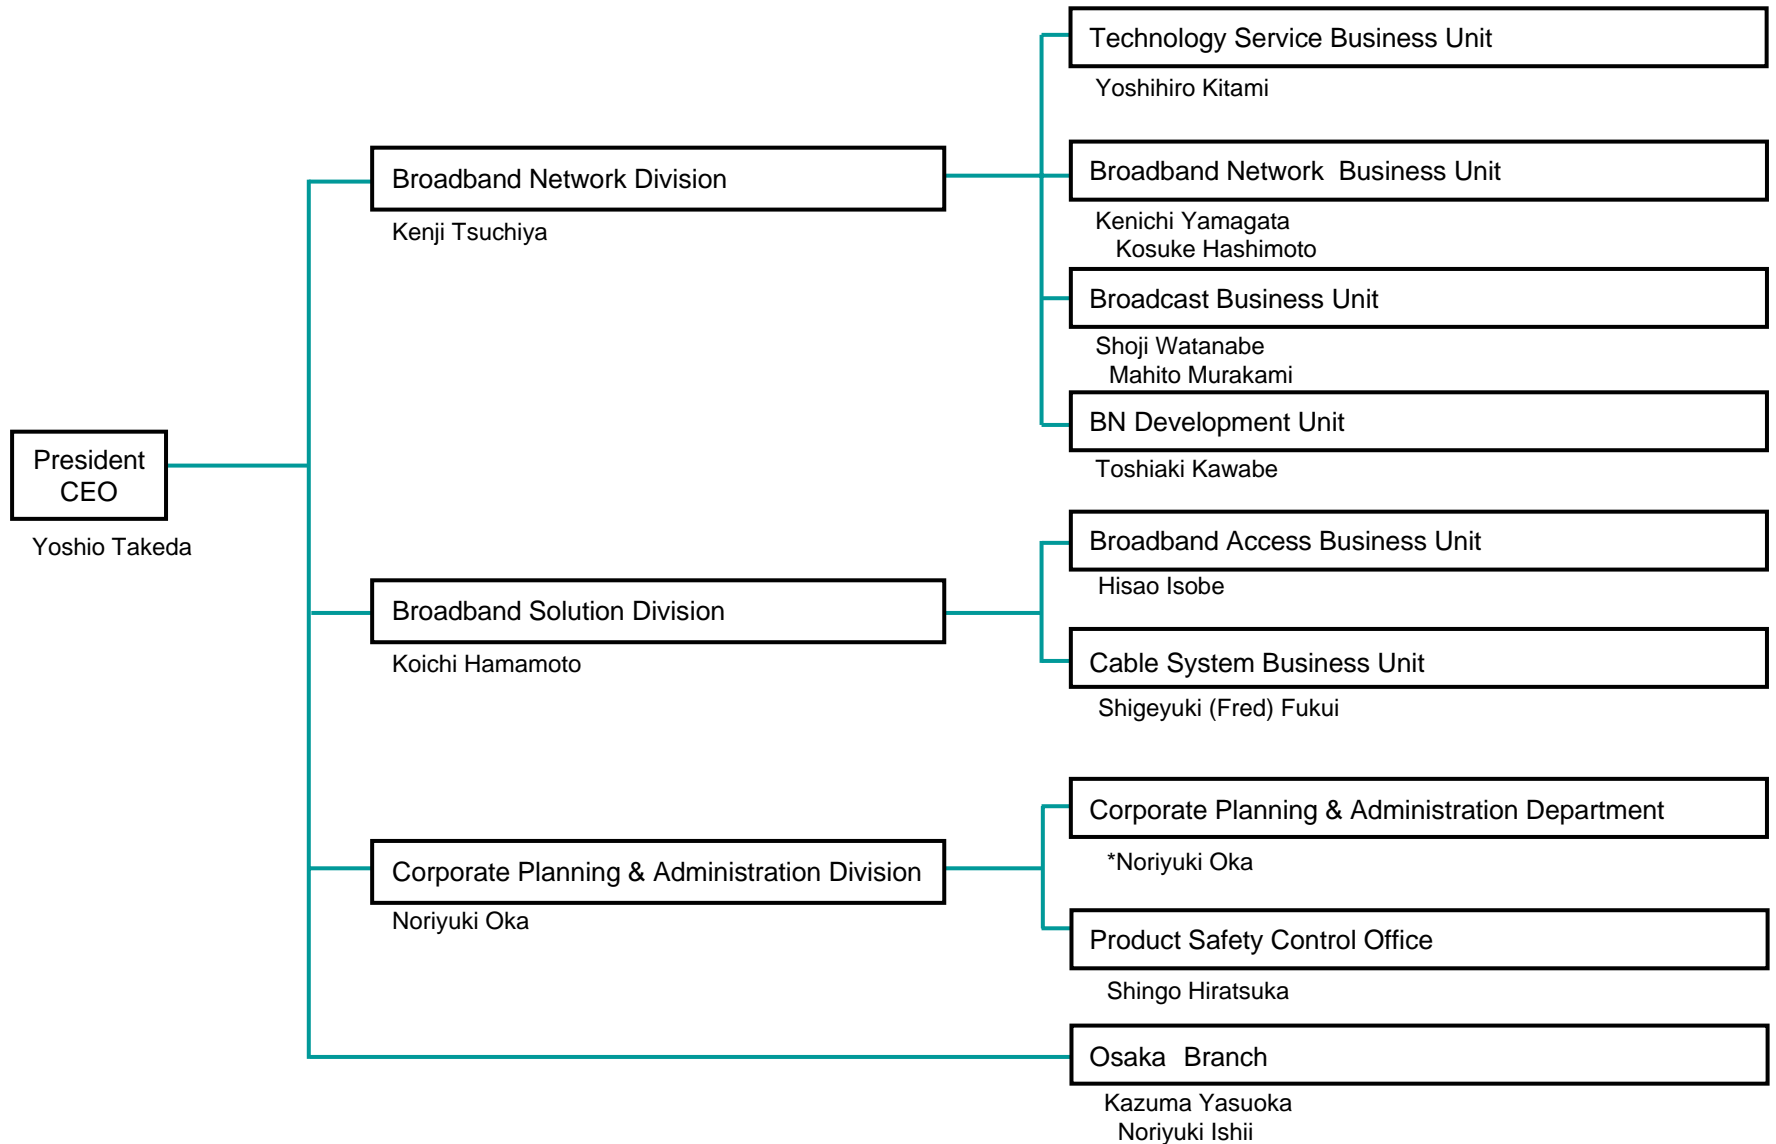 Technology Service Business Unit
Yoshihiro Kitami
Broadband Network Division
Kenji Tsuchiya
Broadband Network Business Unit
Kenichi Yamagata
Kosuke Hashimoto
Broadcast Business Unit
Shoji Watanabe
Mahito Murakami
BN Development Unit
Toshiaki Kawabe
President
CEO
Yoshio Takeda
Broadband Solution Division
Koichi Hamamoto
Broadband Access Business Unit
Hisao Isobe
Cable System Business Unit
Shigeyuki (Fred) Fukui
Corporate Planning & Administration Division
Noriyuki Oka
Corporate Planning & Administration Department
*Noriyuki Oka
Product Safety Control Office
Shingo Hiratsuka
Osaka Branch
Kazuma Yasuoka
Noriyuki Ishii